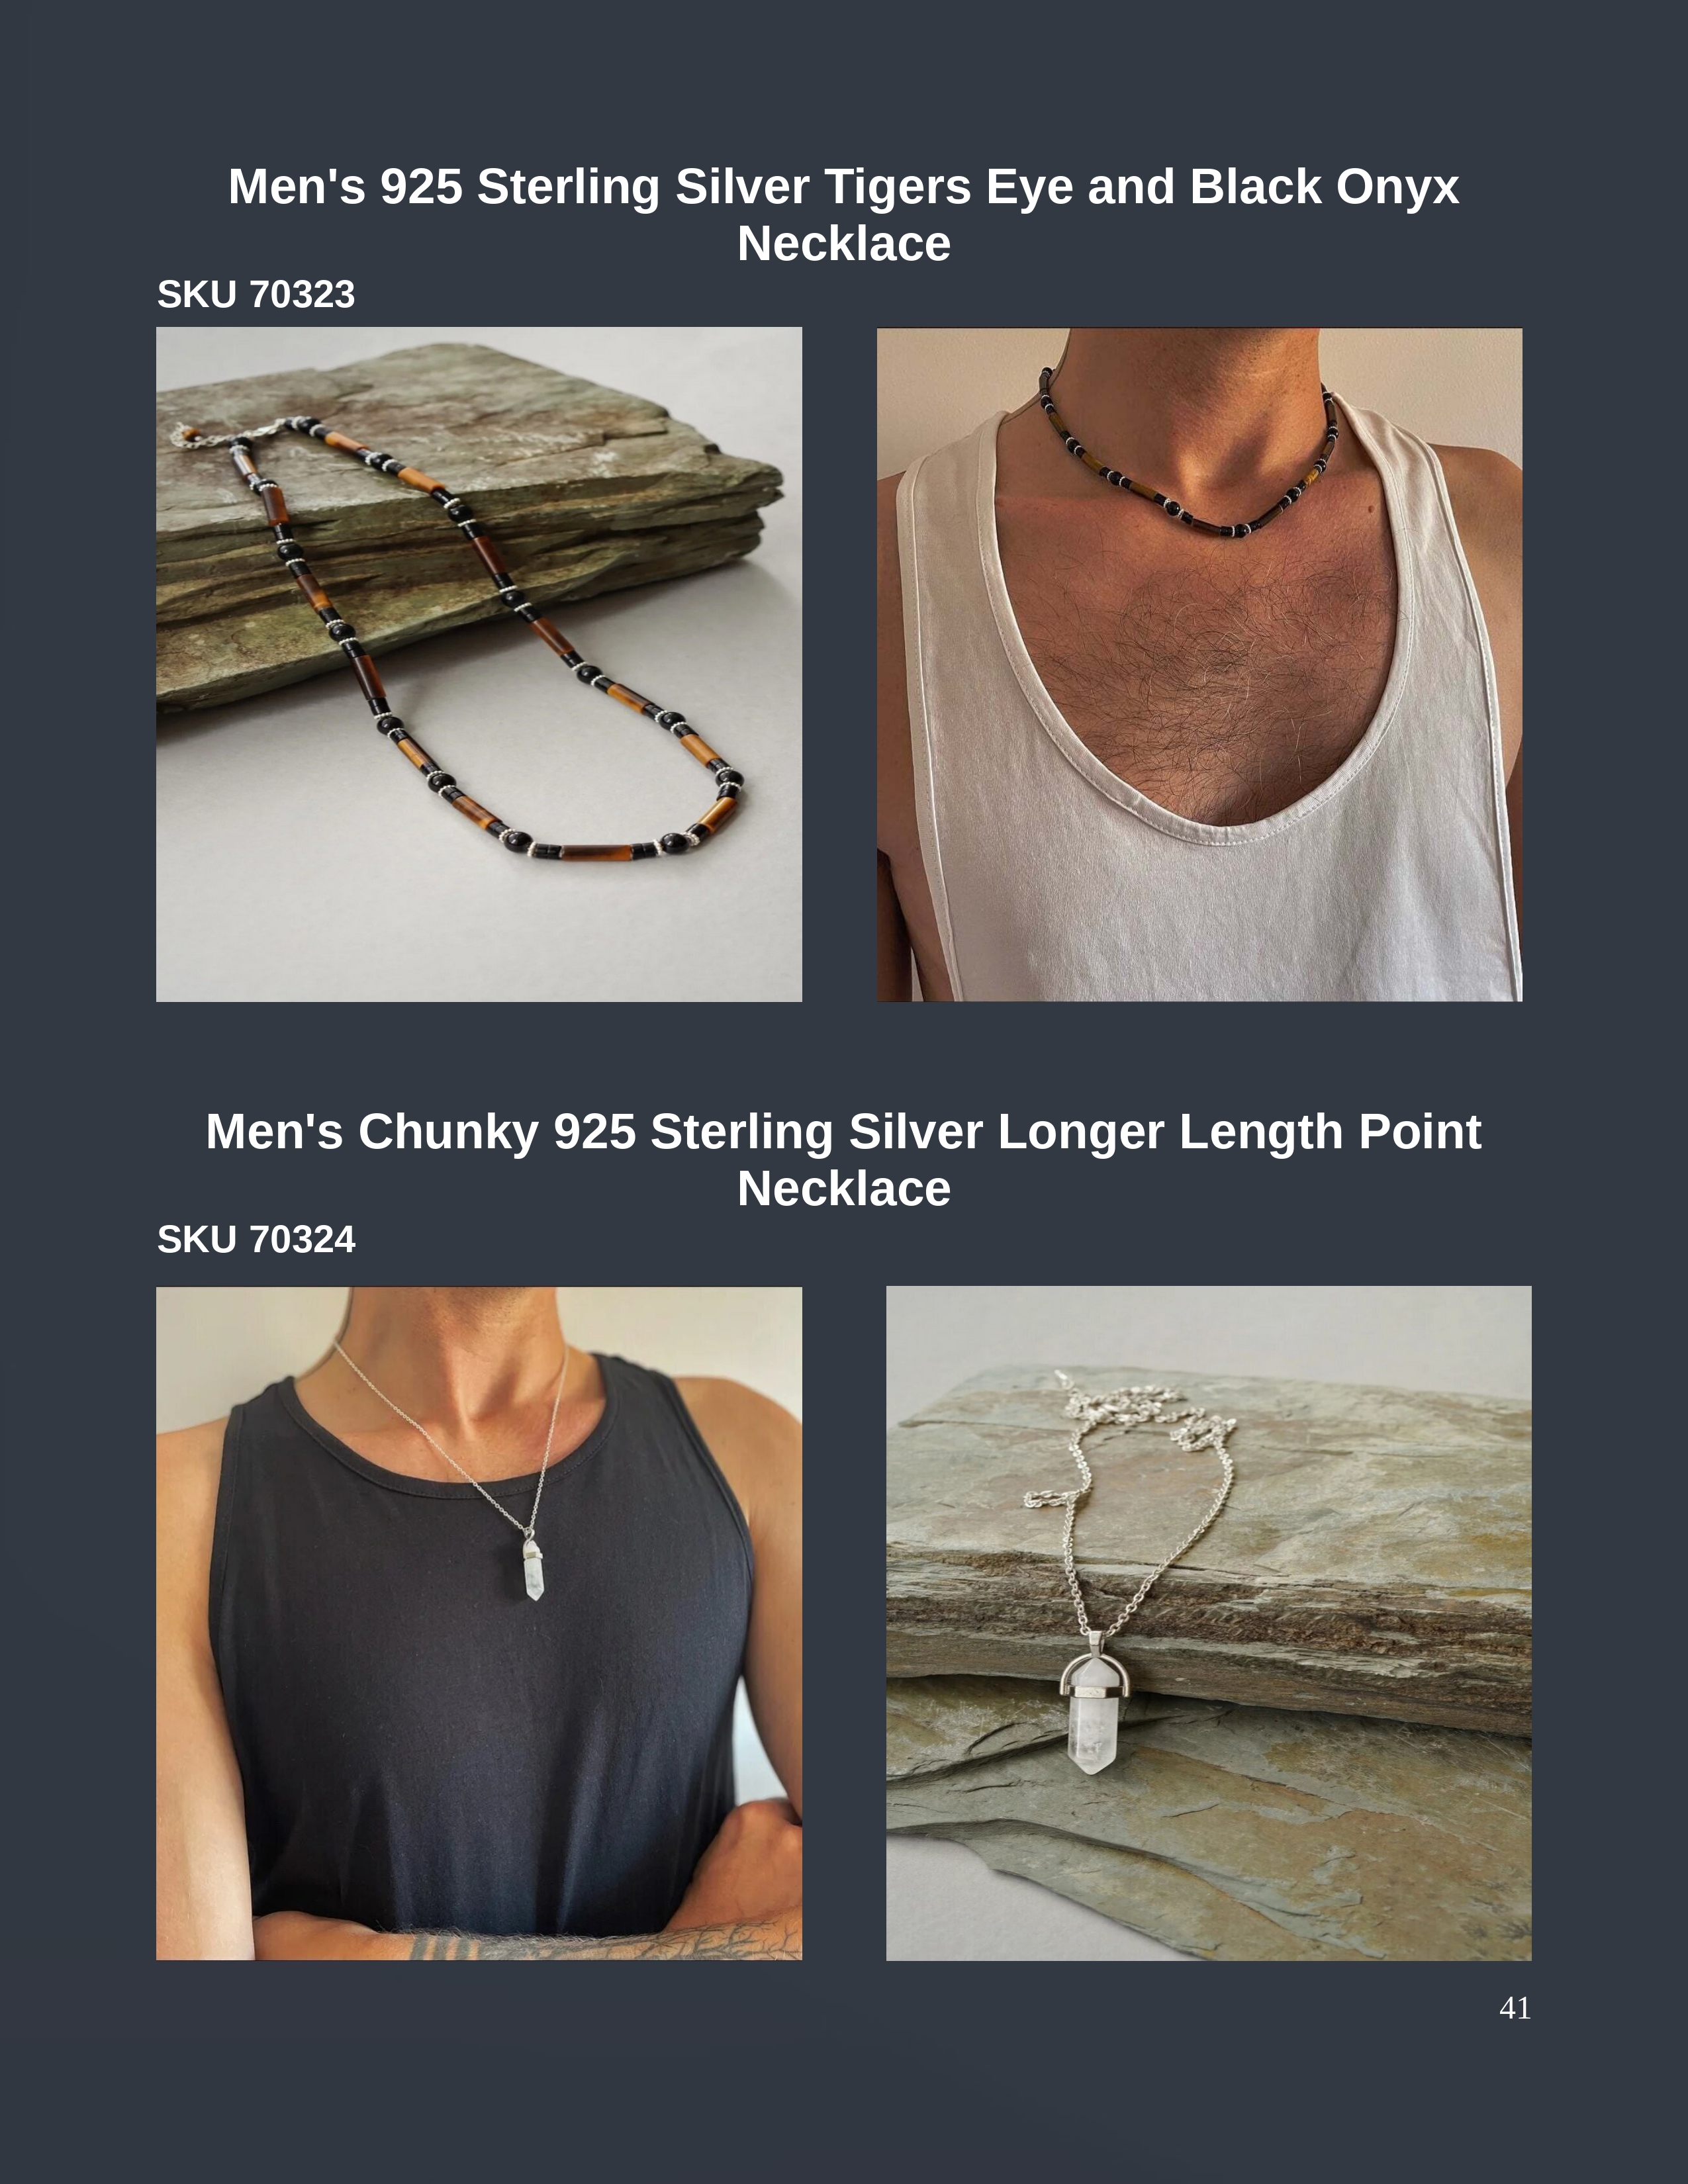 Men's 925 Sterling Silver Tigers Eye and Black Onyx
Necklace
SKU 70323
Men's Chunky 925 Sterling Silver Longer Length Point
Necklace
SKU 70324
41